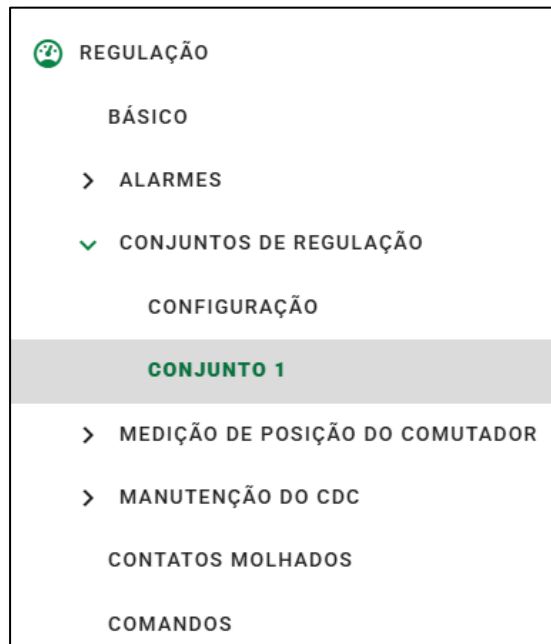 REGULAÇÃO
BÁSICO
ALARMES
CONJUNTOS DE REGULAÇÃO
CONFIGURAÇÃO
CONJUNTO 1
MEDIÇÃO DE POSIÇÃO DO COMUTADOR
MANUTENÇÃO DO CDC
CONTATOS MOLHADOS
COMANDOS